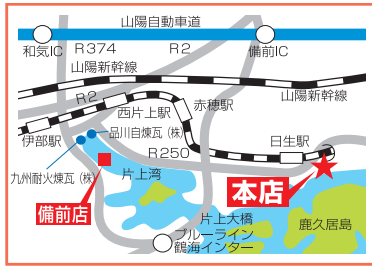 山陽自動車道
和気IC
R374
R2
備前IC
山陽新幹線
山陽新幹線
R2
西片上駅
赤穂駅
伊部駅
品川白煉瓦（株）
日生駅
R250
九州耐火煉瓦（株）
片上湾
本店
備前店
片上大橋
鹿久居島
ブルーライン
鶴海インター